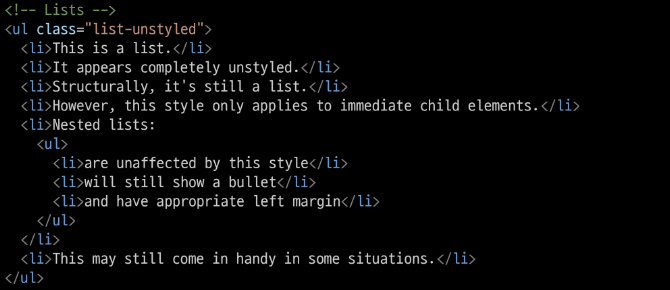 <!-- Lists -->
<ul class="list-unstyled">
  <li>This is a list.</li>
  <li>It appears completely unstyled.</li>
  <li>Structurally, it's still a list.</li>
  <li>However, this style only applies to immediate child elements.</li>
  <li>Nested lists:
    <ul>
      <li>are unaffected by this style</li>
      <li>will still show a bullet</li>
      <li>and have appropriate left margin</li>
    </ul>
  </li>
  <li>This may still come in handy in some situations.</li>
</ul>